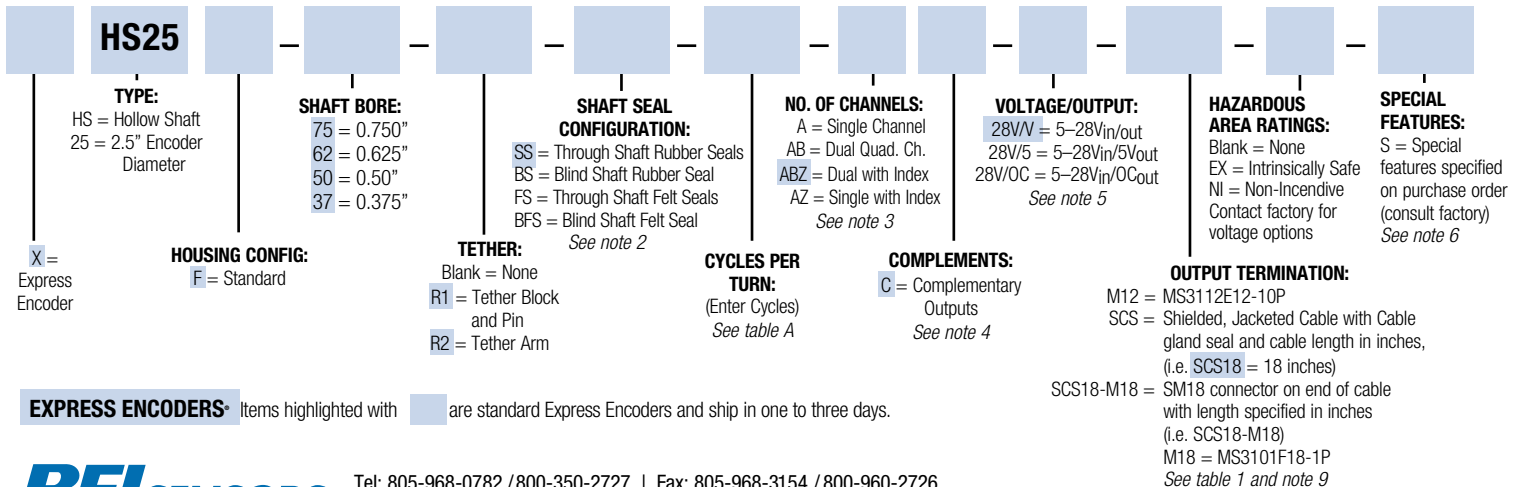 HS25
TYPE:
HS = Hollow Shaft
25 = 2.5" Encoder
Diameter
SHAFT BORE:
75 = 0.750"
62 = 0.625"
50 = 0.50"
37 = 0.375"
SHAFT SEAL
CONFIGURATION:
SS = Through Shaft Rubber Seals
BS = Blind Shaft Rubber Seal
FS = Through Shaft Felt Seals
BFS = Blind Shaft Felt Seal
See note 2
NO. OF CHANNELS:
A = Single Channel
AB = Dual Quad. Ch.
ABZ = Dual with Index
AZ = Single with Index
See note 3
VOLTAGE/OUTPUT:
28V/V = 5–28Vin/out
28V/5 = 5–28Vin/5Vout
28V/OC = 5–28Vin/OCout
See note 5
HAZARDOUS
AREA RATINGS:
Blank = None
EX = Intrinsically Safe
NI = Non-Incendive
Contact factory for
voltage options
SPECIAL
FEATURES:
S = Special
features specified
on purchase order
(consult factory)
See note 6
X =
Express
Encoder
HOUSING CONFIG:
F = Standard
TETHER:
Blank = None
R1 = Tether Block
and Pin
R2 = Tether Arm
CYCLES PER
TURN:
(Enter Cycles)
See table A
COMPLEMENTS:
C = Complementary
Outputs
See note 4
OUTPUT TERMINATION:
M12 = MS3112E12-10P
SCS = Shielded, Jacketed Cable with Cable
gland seal and cable length in inches,
(i.e. SCS18 = 18 inches)
SCS18-M18 = SM18 connector on end of cable
with length specified in inches
(i.e. SCS18-M18)
M18 = MS3101F18-1P
See table 1 and note 9
EXPRESS ENCODERS® Items highlighted with are standard Express Encoders and ship in one to three days.
BEI SENSORS
Tel: 805-968-0782 / 800-350-2727 | Fax: 805-968-3154 / 800-960-2726